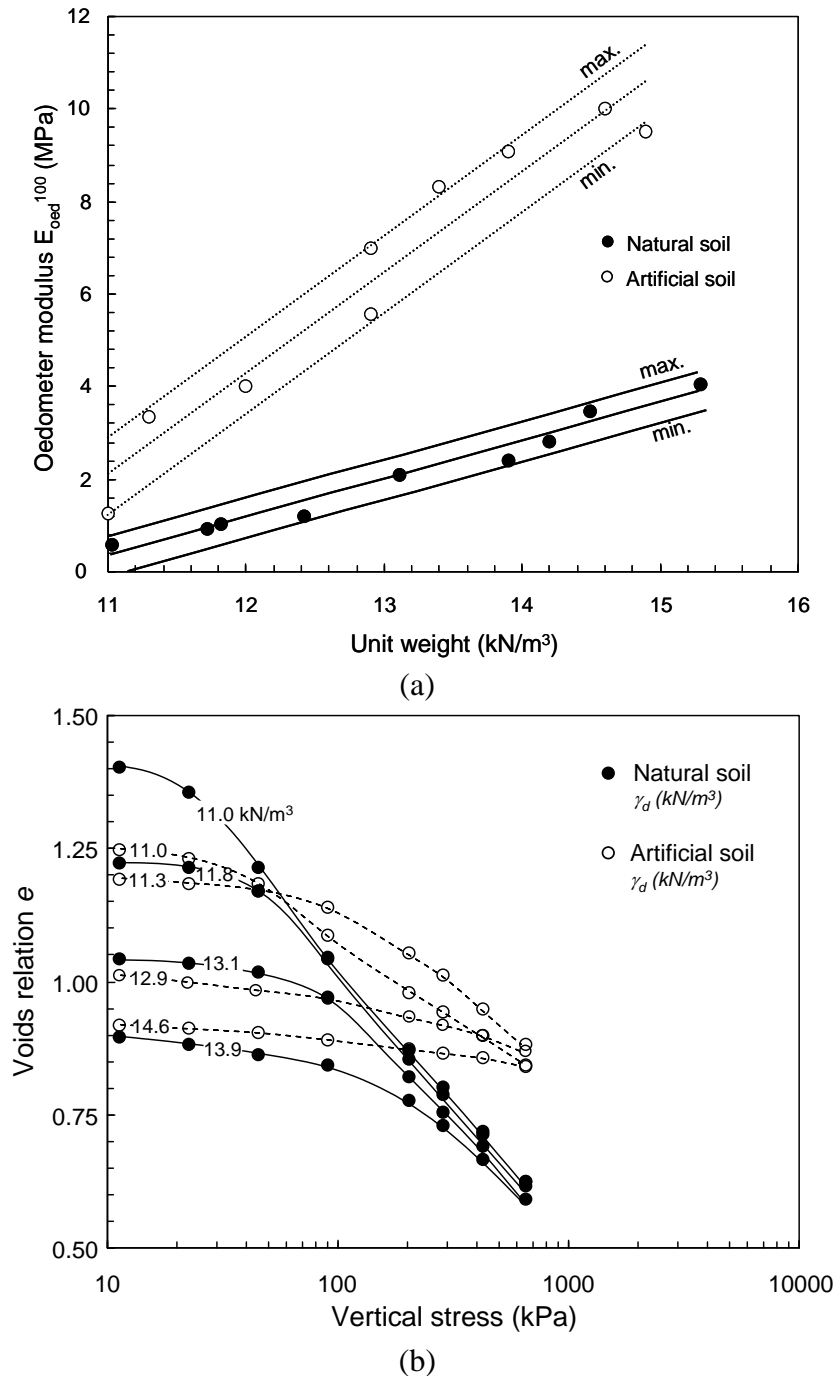 12
10
8
6
4
2
0
Oedometer modulus E_oed^100 (MPa)
max.
min.
Natural soil
Artificial soil
max.
min.
11
12
13
14
15
16
Unit weight (kN/m³)
(a)
1.50
1.25
1.00
0.75
0.50
Voids relation e
Natural soil
γd (kN/m³)
Artificial soil
γd (kN/m³)
11.0 kN/m³
11.0
11.8
11.3
13.1
12.9
14.6
13.9
10
100
1000
10000
Vertical stress (kPa)
(b)